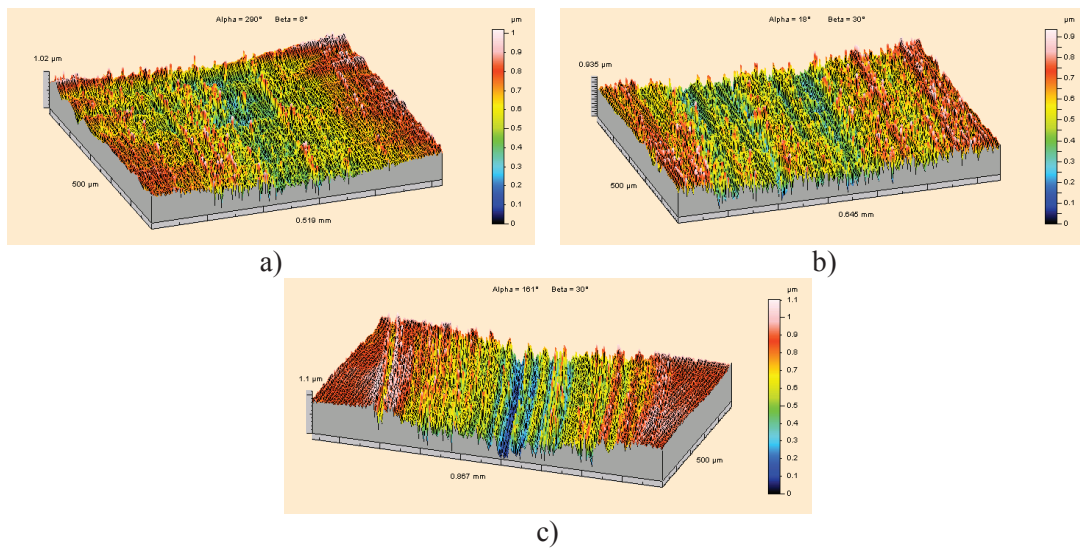 Alpha = 290° Beta = 8°
µm
1
0.9
0.8
0.7
0.6
0.5
0.4
0.3
0.2
0.1
0
1.02 µm
500 µm
0.519 mm
a)
Alpha = 18° Beta = 30°
µm
0.9
0.8
0.7
0.6
0.5
0.4
0.3
0.2
0.1
0
0.935 µm
500 µm
0.646 mm
b)
Alpha = 161° Beta = 30°
µm
1.1
1
0.9
0.8
0.7
0.6
0.5
0.4
0.3
0.2
0.1
0
1.1 µm
500 µm
0.867 mm
c)